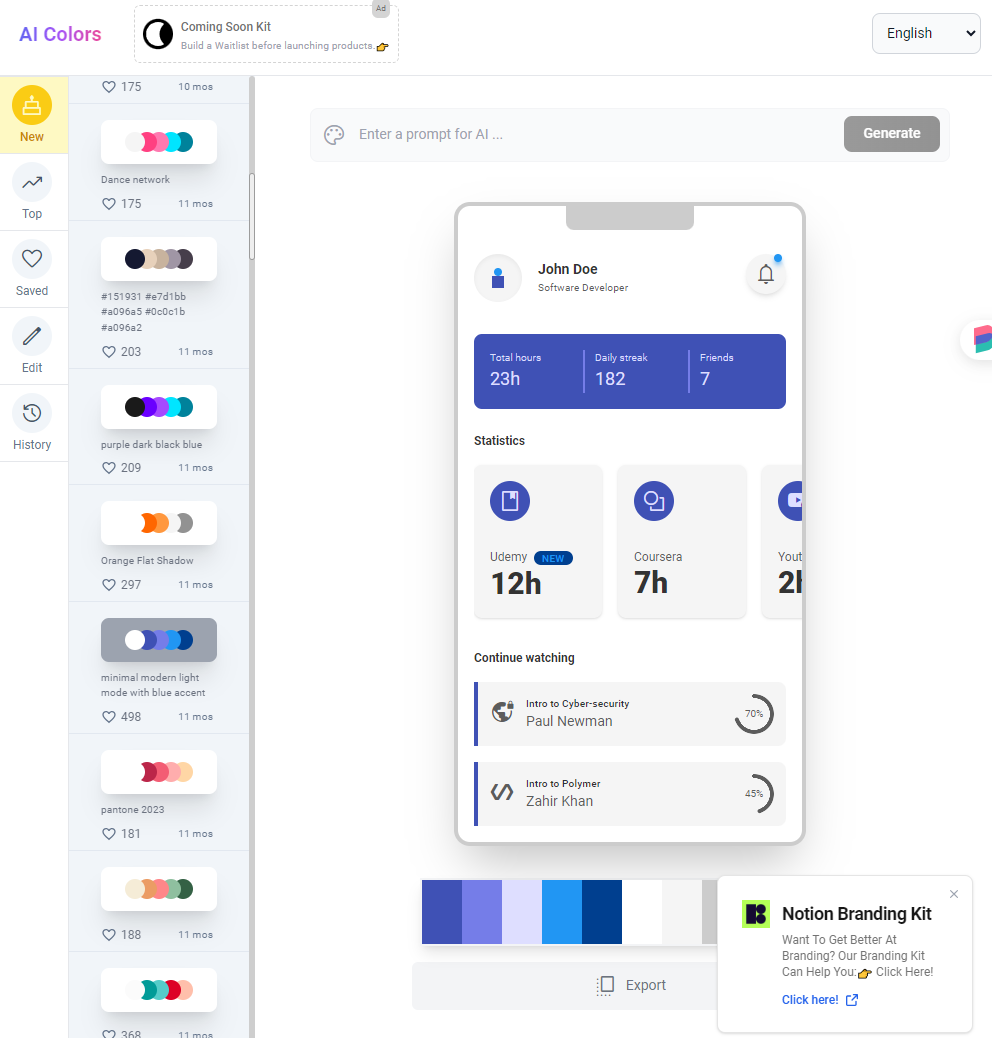 AI Colors
Ad
Coming Soon Kit
Build a Waitlist before launching products.👉
English
New
Top
Saved
Edit
History
175 10 mos
Dance network
175 11 mos
#151931 #e7d1bb
#a096a5 #0c0c1b
#a096a2
203 11 mos
purple dark black blue
209 11 mos
Orange Flat Shadow
297 11 mos
minimal modern light
mode with blue accent
498 11 mos
pantone 2023
181 11 mos
188 11 mos
368 11 mos
Enter a prompt for AI ...
Generate
John Doe
Software Developer
Total hours
23h
Daily streak
182
Friends
7
Statistics
Udemy NEW
12h
Coursera
7h
Yout
2h
Continue watching
Intro to Cyber-security
Paul Newman
70%
Intro to Polymer
Zahir Khan
45%
Export
Notion Branding Kit
Want To Get Better At
Branding? Our Branding Kit
Can Help You:👉 Click Here!
Click here!